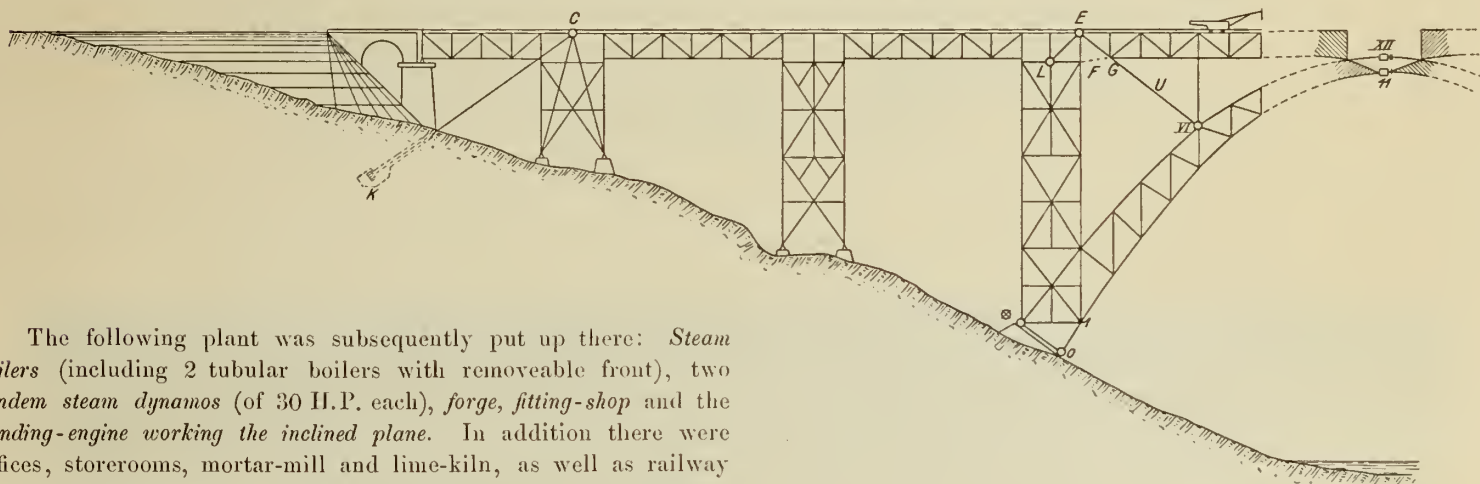 C
E
XII
L
F
G
U
11
VI
K
⊗
1
0
The following plant was subsequently put up there: Steam
ilers (including 2 tubular boilers with removeable front), two
ndem steam dynamos (of 30 H.P. each), forge, fitting-shop and the
nding-engine working the inclined plane. In addition there were
fices, storerooms, mortar-mill and lime-kiln, as well as railway